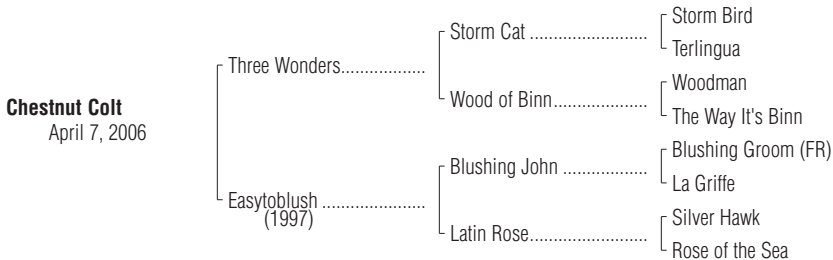 Storm Bird
Storm Cat ..........................
Terlingua
Three Wonders..................
Woodman
Wood of Binn.....................
The Way It's Binn
Chestnut Colt
April 7, 2006
Blushing Groom (FR)
Blushing John ...................
La Griffe
Easytoblush .......................
(1997)
Silver Hawk
Latin Rose..........................
Rose of the Sea